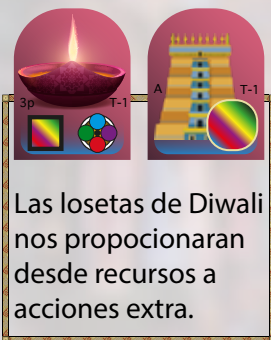 3p T-1 A T-1
Las losetas de Diwali
nos propocionaran
desde recursos a
acciones extra.